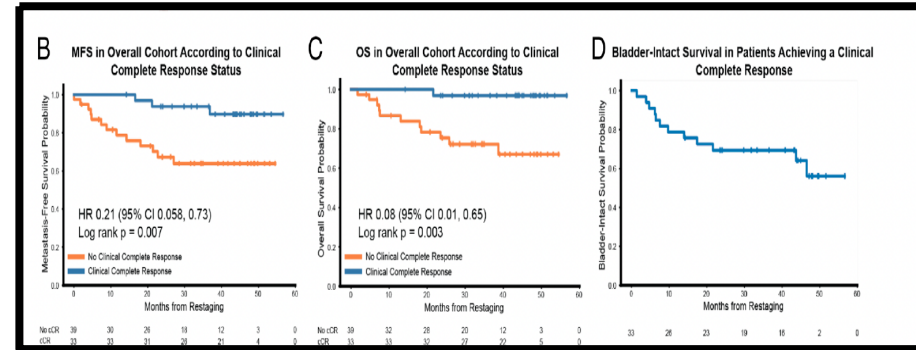 B
MFS in Overall Cohort According to Clinical
Complete Response Status
Metastasis-Free Survival Probability
1.0
0.8
0.6
0.4
0.2
0.0
HR 0.21 (95% CI 0.058, 0.73)
Log rank p = 0.007
No Clinical Complete Response
Clinical Complete Response
0 10 20 30 40 50 60
Months from Restaging
No cCR 39 30 26 18 12 3 0
cCR 33 33 31 28 21 4 0
C
OS in Overall Cohort According to Clinical
Complete Response Status
Overall Survival Probability
1.0
0.8
0.6
0.4
0.2
0.0
HR 0.08 (95% CI 0.01, 0.65)
Log rank p = 0.003
No Clinical Complete Response
Clinical Complete Response
0 10 20 30 40 50 60
Months from Restaging
No cCR 39 32 28 20 12 3 0
cCR 33 33 32 27 22 5 0
D
Bladder-Intact Survival in Patients Achieving a Clinical
Complete Response
Bladder-Intact Survival Probability
1.0
0.8
0.6
0.4
0.2
0.0
0 10 20 30 40 50 60
Months from Restaging
33 26 23 19 16 2 0